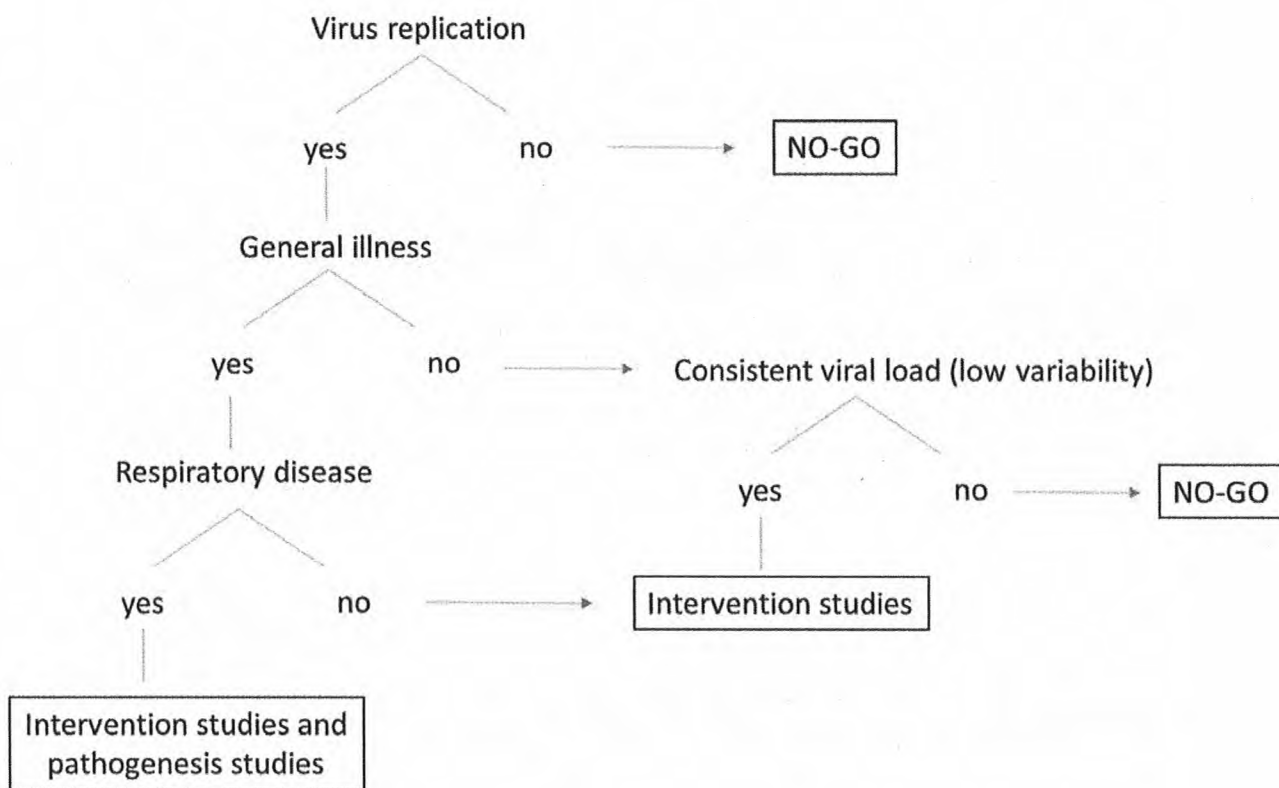 Virus replication
yes no NO-GO
General illness
yes no Consistent viral load (low variability)
Respiratory disease
yes no NO-GO
yes no Intervention studies
Intervention studies and
pathogenesis studies